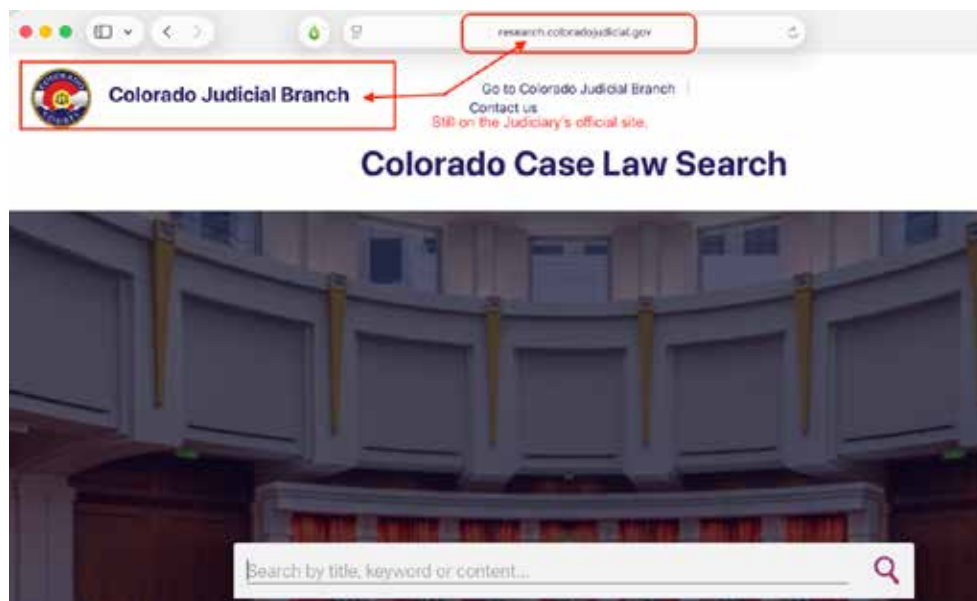 research.coloradojudicial.gov
Colorado Judicial Branch
Go to Colorado Judicial Branch
Contact us
Still on the Judiciary's official site.
Colorado Case Law Search
Search by title, keyword or content...